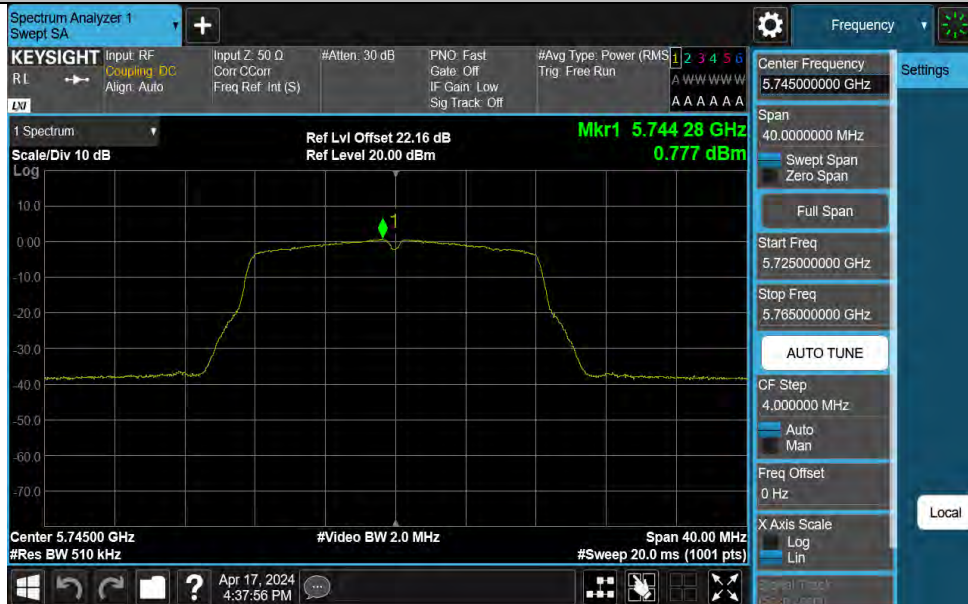 Spectrum Analyzer 1
Swept SA
+
Frequency
KEYSIGHT
RL
LXI
Input: RF
Coupling: DC
Align: Auto
Input Z: 50 Ω
Corr CCorr
Freq Ref: Int (S)
#Atten: 30 dB
PNO: Fast
Gate: Off
IF Gain: Low
Sig Track: Off
#Avg Type: Power (RMS
Trig: Free Run
1 2 3 4 5 6
A W W W W W
A A A A A A
1 Spectrum
Scale/Div 10 dB
Log
Ref Lvl Offset 22.16 dB
Ref Level 20.00 dBm
Mkr1 5.744 28 GHz
0.777 dBm
1
10.0
0.00
-10.0
-20.0
-30.0
-40.0
-50.0
-60.0
-70.0
Center 5.74500 GHz
#Res BW 510 kHz
#Video BW 2.0 MHz
Span 40.00 MHz
#Sweep 20.0 ms (1001 pts)
Center Frequency
5.745000000 GHz
Span
40.0000000 MHz
Swept Span
Zero Span
Full Span
Start Freq
5.725000000 GHz
Stop Freq
5.765000000 GHz
AUTO TUNE
CF Step
4.000000 MHz
Auto
Man
Freq Offset
0 Hz
X Axis Scale
Log
Lin
Signal Track
Settings
Local
?
Apr 17, 2024
4:37:56 PM